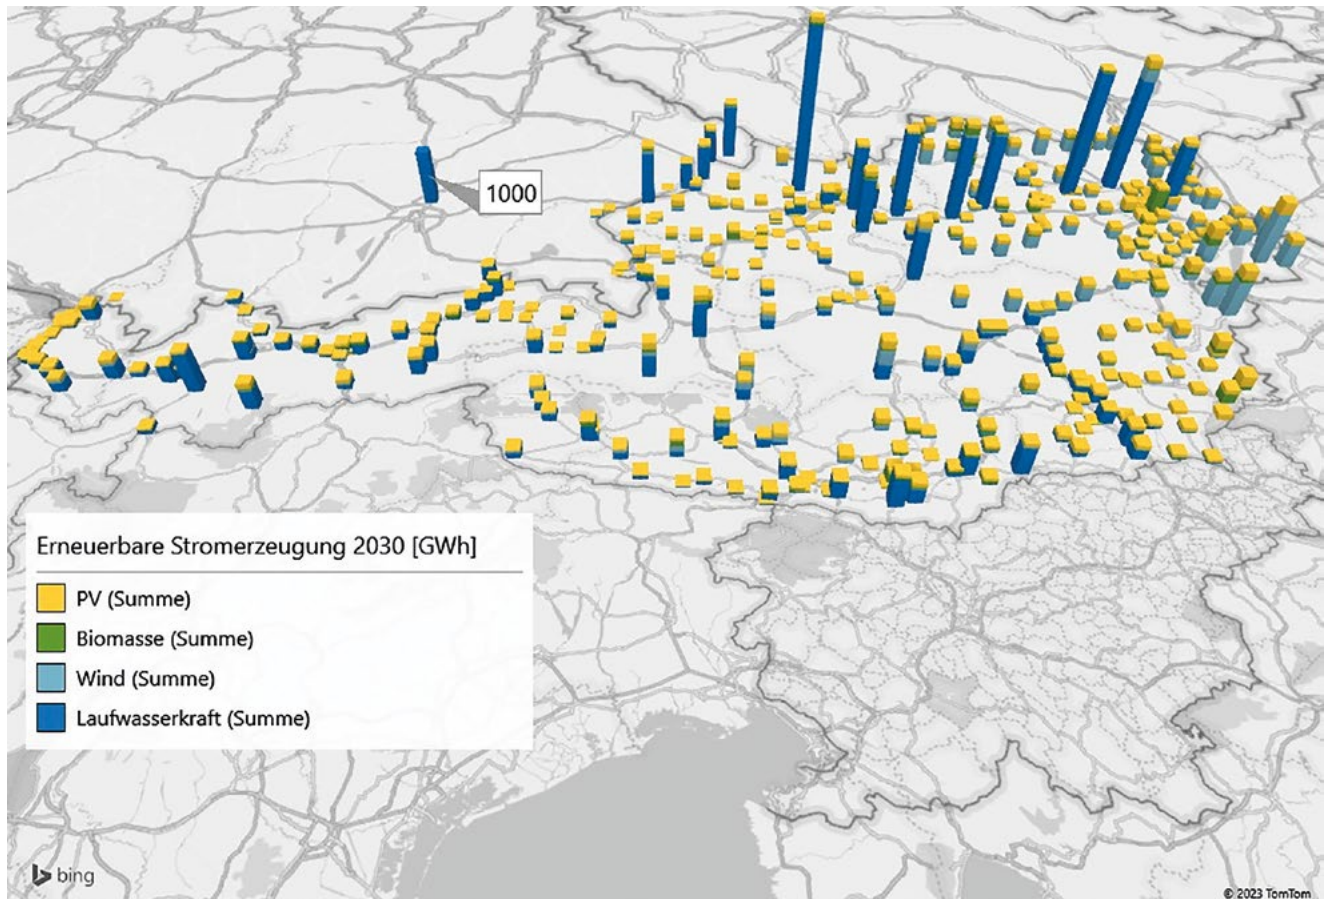 1000
Erneuerbare Stromerzeugung 2030 [GWh]
PV (Summe)
Biomasse (Summe)
Wind (Summe)
Laufwasserkraft (Summe)
bing
© 2023 TomTom